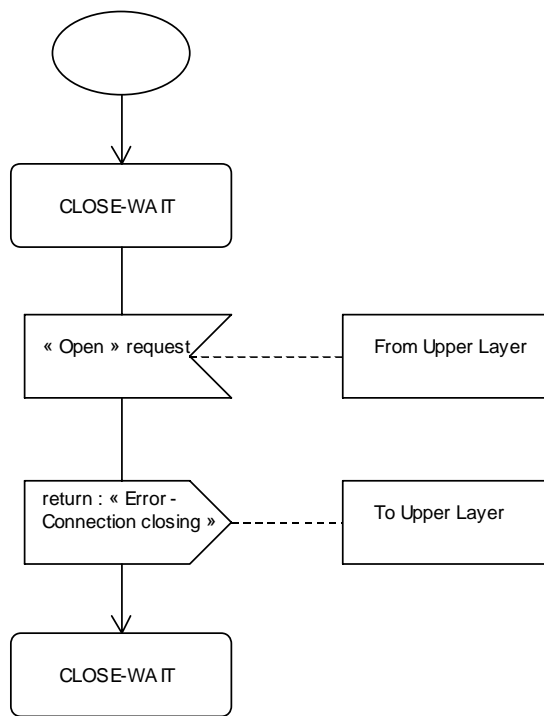 CLOSE-WAIT
« Open » request
From Upper Layer
return : « Error -
Connection closing »
To Upper Layer
CLOSE-WAIT